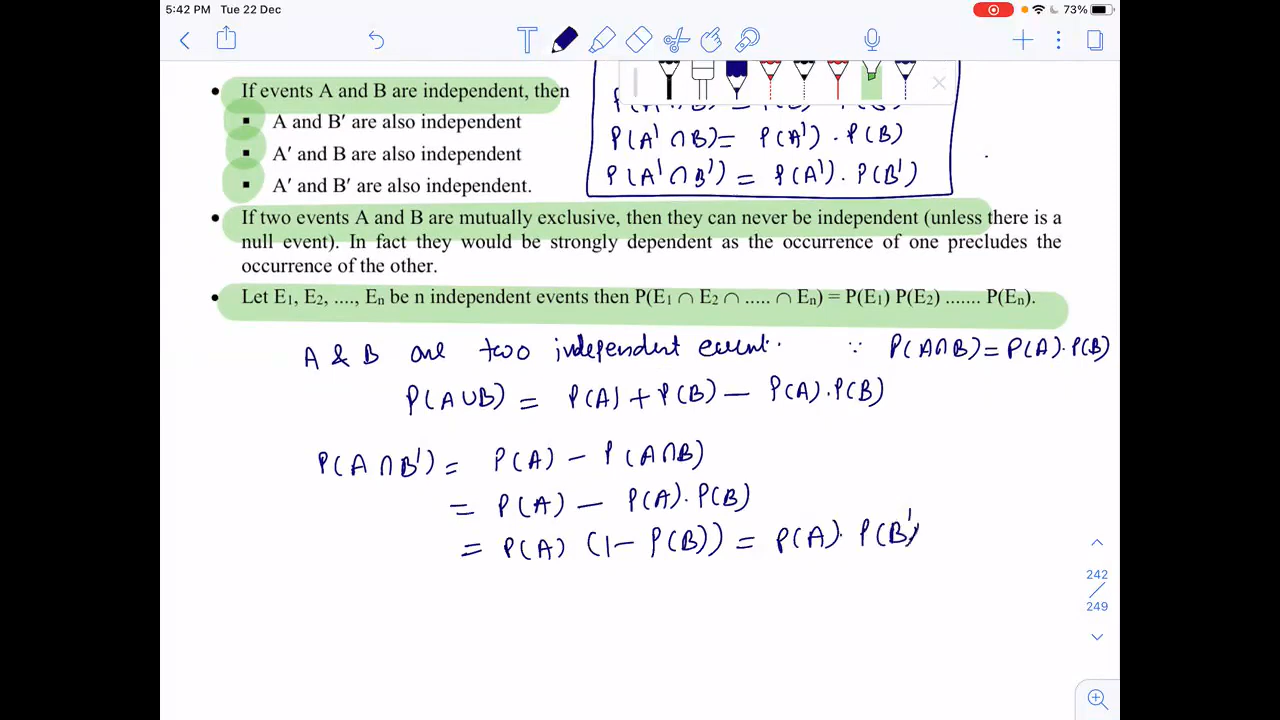 5:42 PM Tue 22 Dec
73%
If events A and B are independent, then
A and B′ are also independent
A′ and B are also independent
A′ and B′ are also independent.
P(A' ∩ B) = P(A') . P(B)
P(A' ∩ B') = P(A') . P(B')
If two events A and B are mutually exclusive, then they can never be independent (unless there is a
null event). In fact they would be strongly dependent as the occurrence of one precludes the
occurrence of the other.
Let E₁, E₂, ...., Eₙ be n independent events then P(E₁ ∩ E₂ ∩ ..... ∩ Eₙ) = P(E₁) P(E₂) ....... P(Eₙ).
A & B are two independent event. ∵ P(A∩B) = P(A).P(B)
P(A∪B) = P(A) + P(B) - P(A).P(B)
P(A∩B') = P(A) - P(A∩B)
= P(A) - P(A).P(B)
= P(A) (1 - P(B)) = P(A). P(B')
242
249